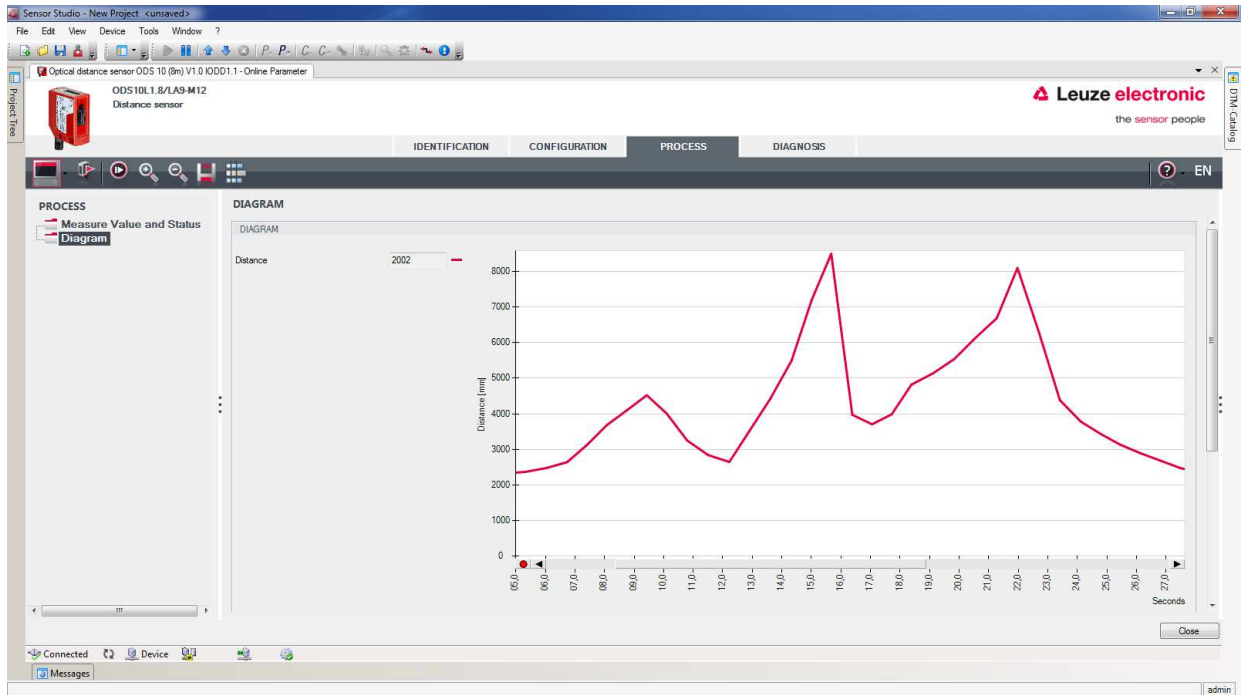 Sensor Studio - New Project <unsaved>
File Edit View Device Tools Window ?
Optical distance sensor ODS 10 (8m) V1.0 IODD1.1 - Online Parameter
Project Tree
DTM-Catalog
ODS10L1.8/LA9-M12
Distance sensor
Leuze electronic
the sensor people
IDENTIFICATION CONFIGURATION PROCESS DIAGNOSIS
EN
PROCESS
Measure Value and Status
Diagram
DIAGRAM
DIAGRAM
Distance 2002
Distance [mm]
8000
7000
6000
5000
4000
3000
2000
1000
0
05,0 06,0 07,0 08,0 09,0 10,0 11,0 12,0 13,0 14,0 15,0 16,0 17,0 18,0 19,0 20,0 21,0 22,0 23,0 24,0 25,0 26,0 27,0
Seconds
Close
Connected Device
Messages
admin